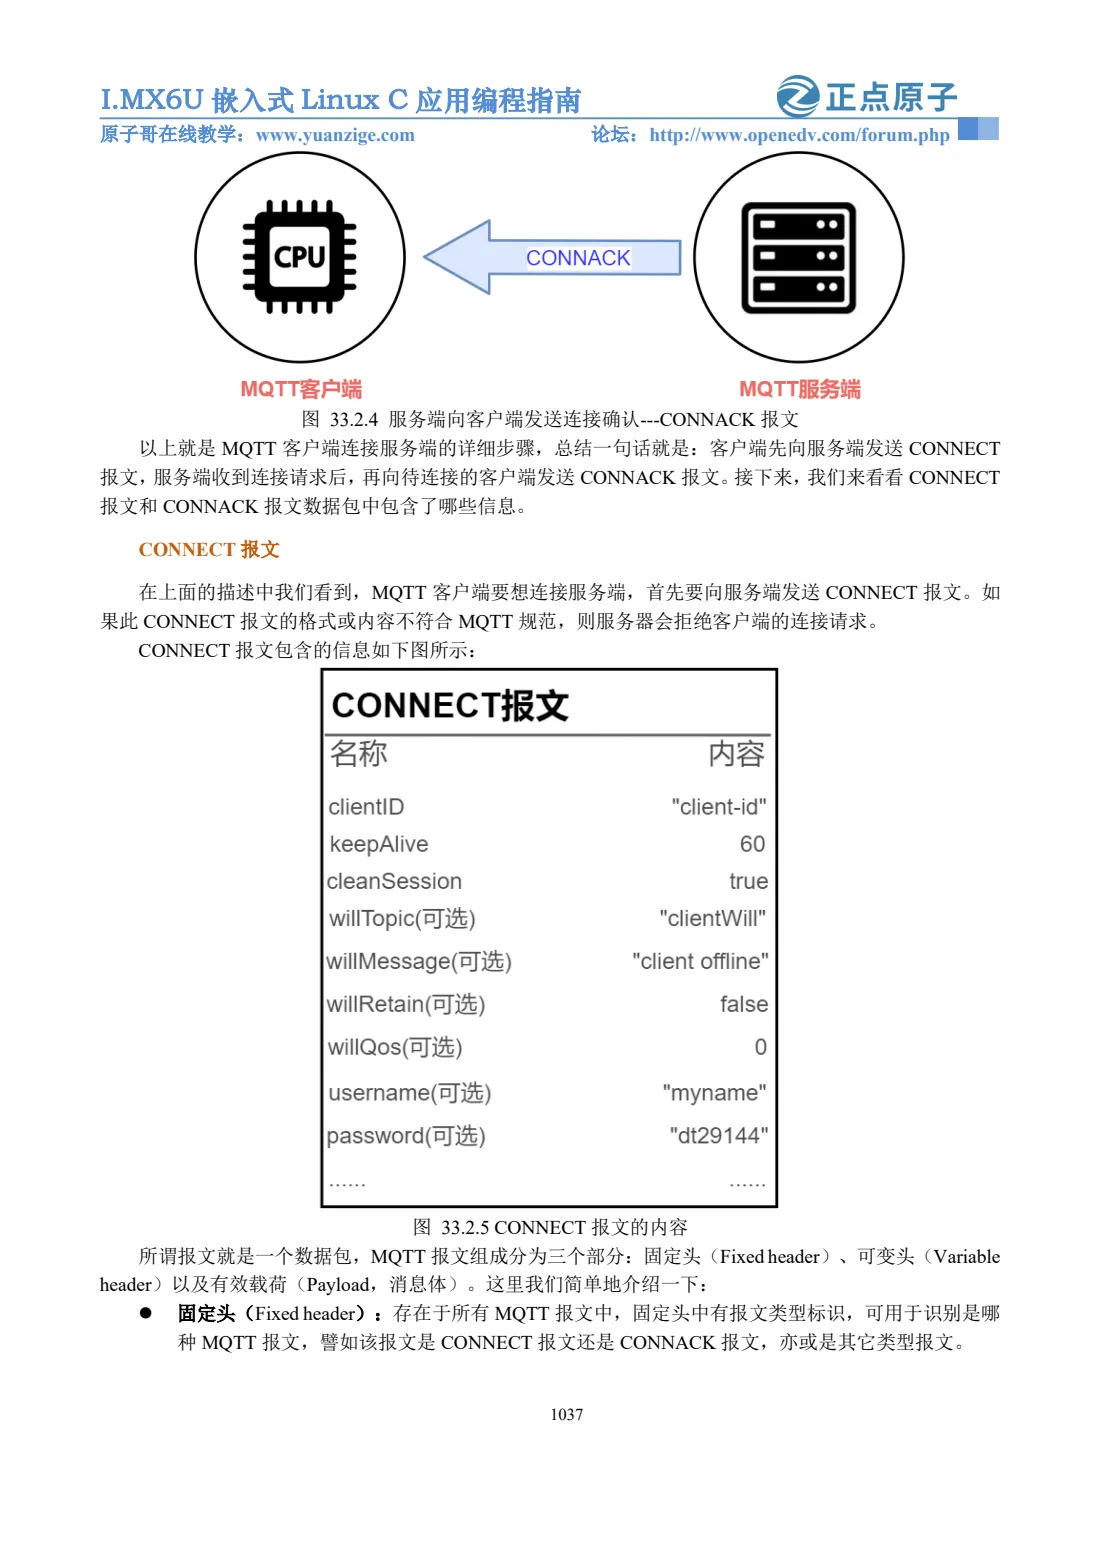 I.MX6U 嵌入式 Linux C 应用编程指南
正点原子
原子哥在线教学：www.yuanzige.com 论坛：http://www.openedv.com/forum.php
CPU
CONNACK
MQTT客户端 MQTT服务端
图 33.2.4 服务端向客户端发送连接确认---CONNACK 报文
以上就是 MQTT 客户端连接服务端的详细步骤，总结一句话就是：客户端先向服务端发送 CONNECT
报文，服务端收到连接请求后，再向待连接的客户端发送 CONNACK 报文。接下来，我们来看看 CONNECT
报文和 CONNACK 报文数据包中包含了哪些信息。
CONNECT 报文
在上面的描述中我们看到，MQTT 客户端要想连接服务端，首先要向服务端发送 CONNECT 报文。如
果此 CONNECT 报文的格式或内容不符合 MQTT 规范，则服务器会拒绝客户端的连接请求。
CONNECT 报文包含的信息如下图所示：
CONNECT报文
名称 内容
clientID "client-id"
keepAlive 60
cleanSession true
willTopic(可选) "clientWill"
willMessage(可选) "client offline"
willRetain(可选) false
willQos(可选) 0
username(可选) "myname"
password(可选) "dt29144"
...... ......
图 33.2.5 CONNECT 报文的内容
所谓报文就是一个数据包，MQTT 报文组成分为三个部分：固定头（Fixed header）、可变头（Variable
header）以及有效载荷（Payload，消息体）。这里我们简单地介绍一下：
● 固定头（Fixed header）：存在于所有 MQTT 报文中，固定头中有报文类型标识，可用于识别是哪
种 MQTT 报文，譬如该报文是 CONNECT 报文还是 CONNACK 报文，亦或是其它类型报文。
1037